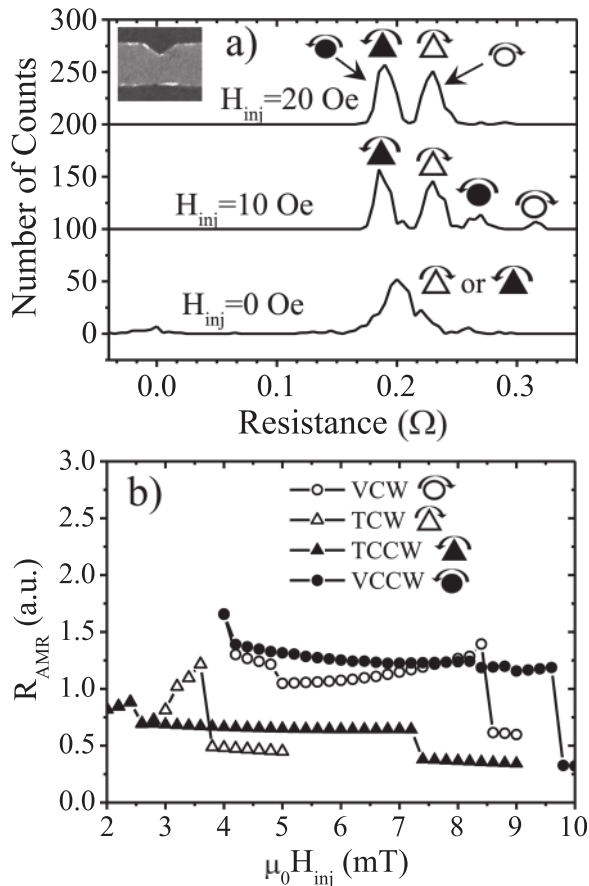 300
250
200
150
100
50
0
Number of Counts
a)
H_inj=20 Oe
H_inj=10 Oe
H_inj=0 Oe
or
0.0 0.1 0.2 0.3
Resistance (Ω)
3.0
2.5
2.0
1.5
1.0
0.5
0.0
R_AMR (a.u.)
b)
VCW
TCW
TCCW
VCCW
2 3 4 5 6 7 8 9 10
μ₀H_inj (mT)